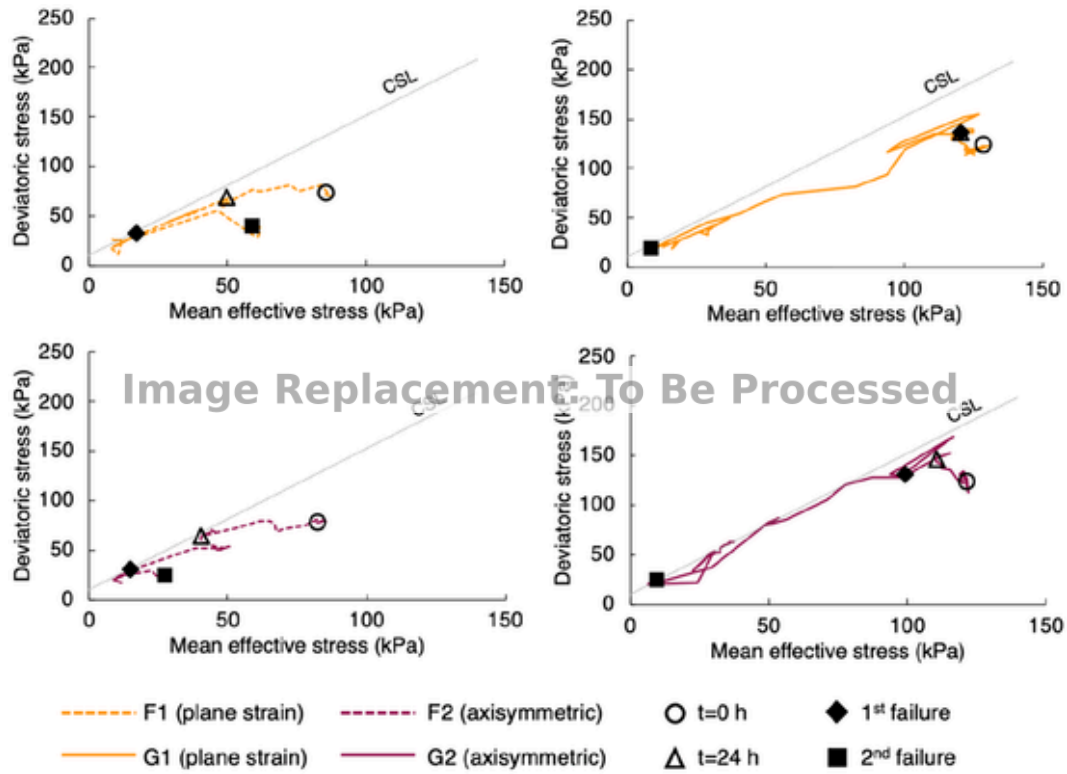 250
200
150
100
50
0
Deviatoric stress (kPa)
CSL
0 50 100 150
Mean effective stress (kPa)
250
200
150
100
50
0
Deviatoric stress (kPa)
CSL
0 50 100 150
Mean effective stress (kPa)
Image Replacement: To Be Processed
250
200
150
100
50
0
Deviatoric stress (kPa)
CSL
0 50 100 150
Mean effective stress (kPa)
250
200
150
100
50
0
Deviatoric stress (kPa)
CSL
0 50 100 150
Mean effective stress (kPa)
F1 (plane strain) F2 (axisymmetric) t=0 h 1st failure
G1 (plane strain) G2 (axisymmetric) t=24 h 2nd failure